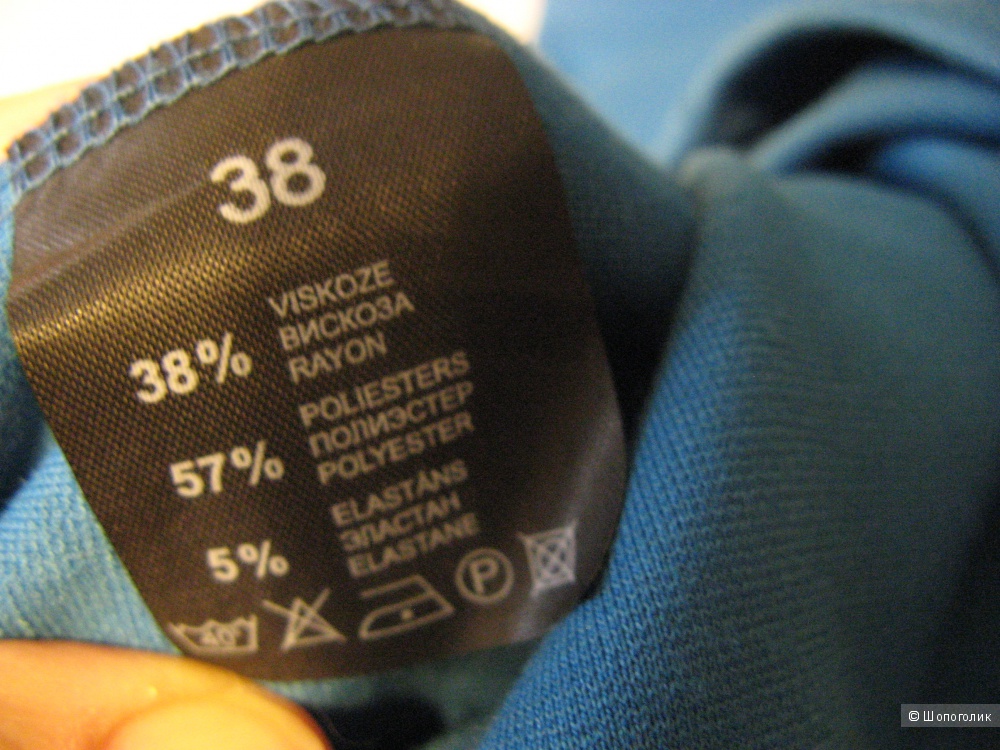 38
38%
VISKOZE
ВИСКОЗА
RAYON
57%
POLIESTERS
ПОЛИЭСТЕР
POLYESTER
5%
ELASTĀNS
ЭЛАСТАН
ELASTANE
40°
P
© Шопоголик